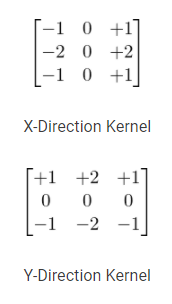 −1 0 +1
−2 0 +2
−1 0 +1
X-Direction Kernel
+1 +2 +1
0 0 0
−1 −2 −1
Y-Direction Kernel